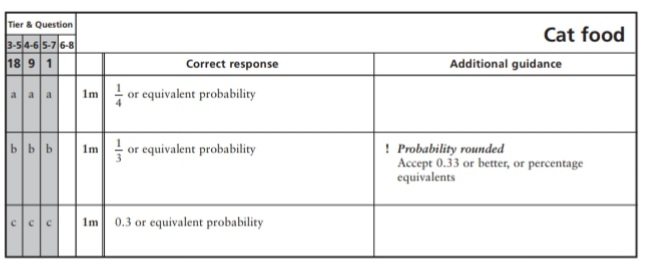 Tier & Question
Cat food
3-5 4-6 5-7 6-8
18 9 1 Correct response Additional guidance
a a a 1m 1/4 or equivalent probability
b b b 1m 1/3 or equivalent probability ! Probability rounded
Accept 0.33 or better, or percentage
equivalents
c c c 1m 0.3 or equivalent probability